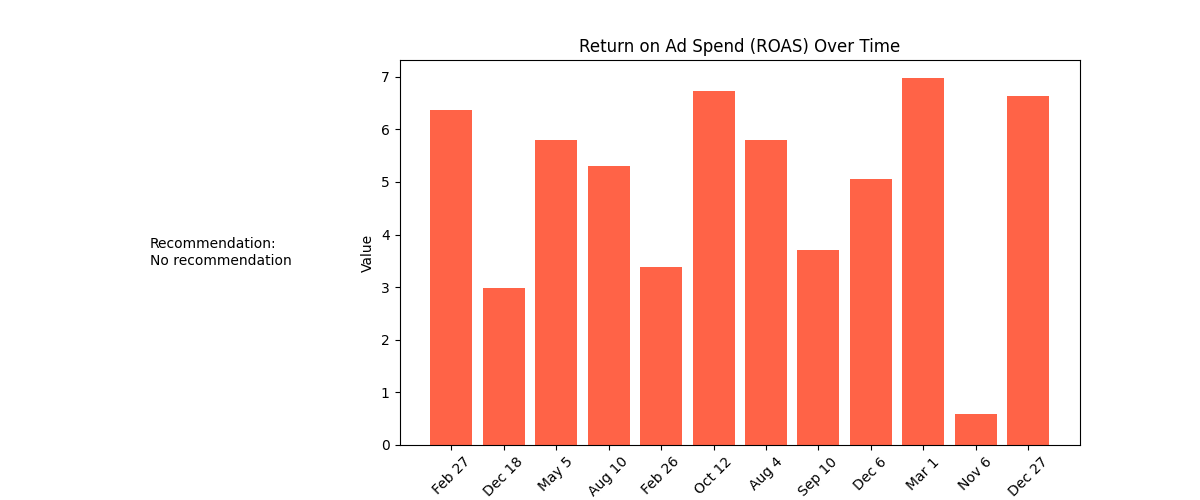 Return on Ad Spend (ROAS) Over Time
Recommendation:
No recommendation
Value
7
6
5
4
3
2
1
0
Feb 27
Dec 18
May 5
Aug 10
Feb 26
Oct 12
Aug 4
Sep 10
Dec 6
Mar 1
Nov 6
Dec 27